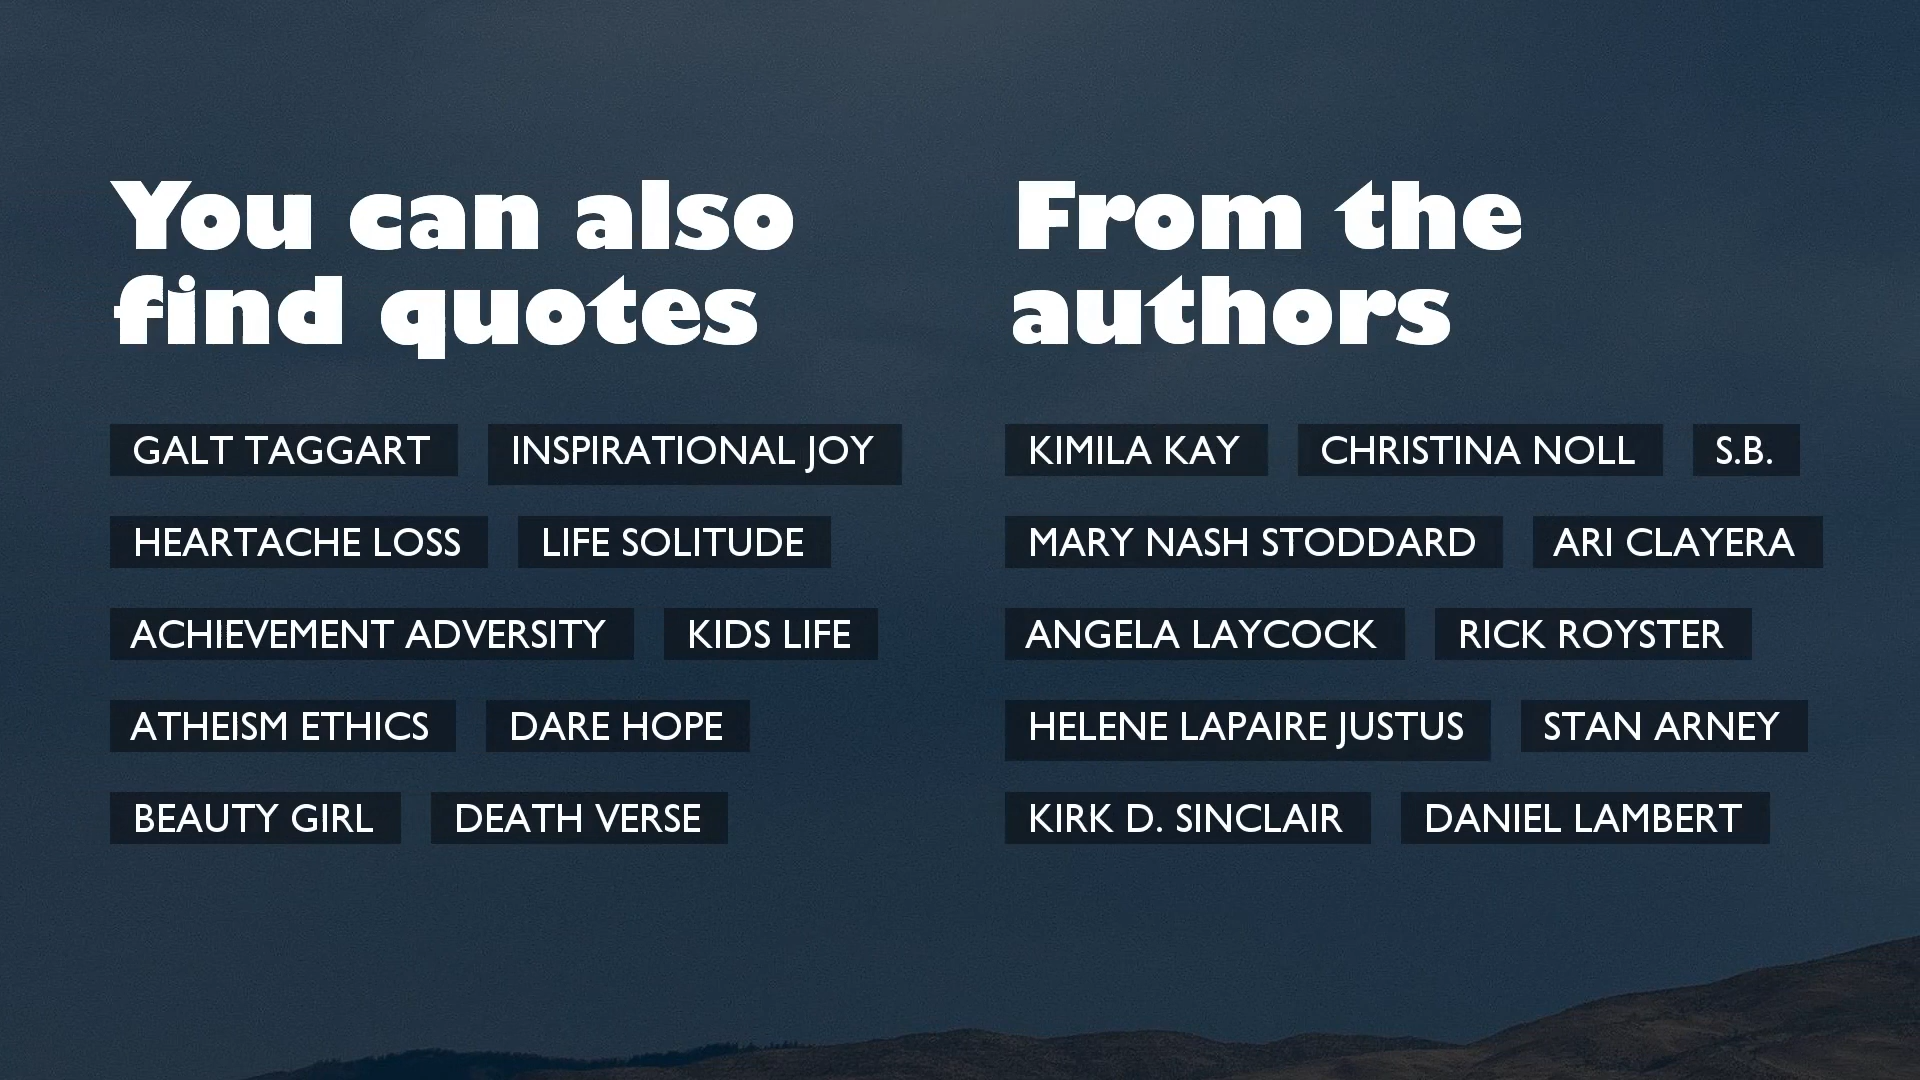 You can also
find quotes
GALT TAGGART INSPIRATIONAL JOY
HEARTACHE LOSS LIFE SOLITUDE
ACHIEVEMENT ADVERSITY KIDS LIFE
ATHEISM ETHICS DARE HOPE
BEAUTY GIRL DEATH VERSE
From the
authors
KIMILA KAY CHRISTINA NOLL S.B.
MARY NASH STODDARD ARI CLAYERA
ANGELA LAYCOCK RICK ROYSTER
HELENE LAPAIRE JUSTUS STAN ARNEY
KIRK D. SINCLAIR DANIEL LAMBERT